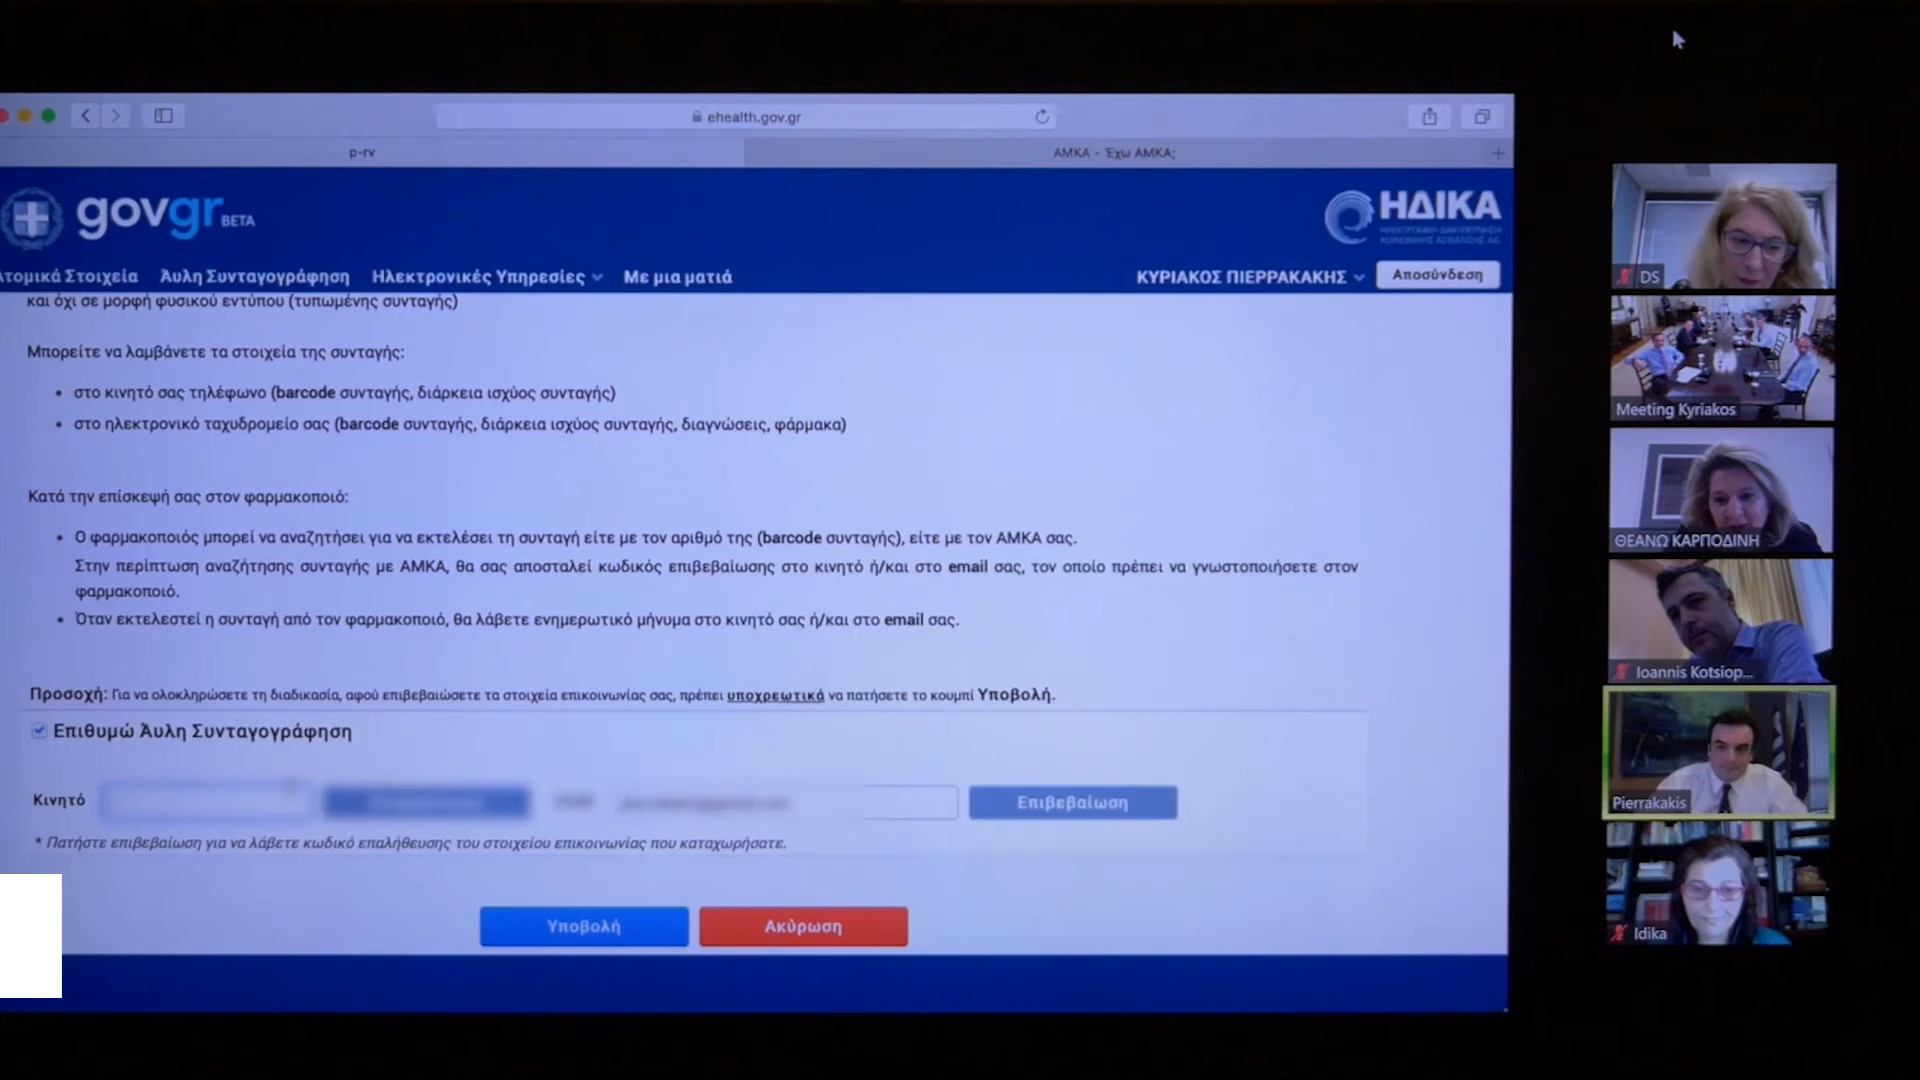 ehealth.gov.gr
p-rv
ΑΜΚΑ - Έχω ΑΜΚΑ;
govgr BETA
ΗΔΙΚΑ
ΗΛΕΚΤΡΟΝΙΚΗ ΔΙΑΚΥΒΕΡΝΗΣΗ
ΚΟΙΝΩΝΙΚΗΣ ΑΣΦΑΛΙΣΗΣ ΑΕ
Ατομικά Στοιχεία Άυλη Συνταγογράφηση Ηλεκτρονικές Υπηρεσίες Με μια ματιά ΚΥΡΙΑΚΟΣ ΠΙΕΡΡΑΚΑΚΗΣ Αποσύνδεση
και όχι σε μορφή φυσικού εντύπου (τυπωμένης συνταγής)
Μπορείτε να λαμβάνετε τα στοιχεία της συνταγής:
• στο κινητό σας τηλέφωνο (barcode συνταγής, διάρκεια ισχύος συνταγής)
• στο ηλεκτρονικό ταχυδρομείο σας (barcode συνταγής, διάρκεια ισχύος συνταγής, διαγνώσεις, φάρμακα)
Κατά την επίσκεψή σας στον φαρμακοποιό:
• Ο φαρμακοποιός μπορεί να αναζητήσει για να εκτελέσει τη συνταγή είτε με τον αριθμό της (barcode συνταγής), είτε με τον ΑΜΚΑ σας.
Στην περίπτωση αναζήτησης συνταγής με ΑΜΚΑ, θα σας αποσταλεί κωδικός επιβεβαίωσης στο κινητό ή/και στο email σας, τον οποίο πρέπει να γνωστοποιήσετε στον
φαρμακοποιό.
• Όταν εκτελεστεί η συνταγή από τον φαρμακοποιό, θα λάβετε ενημερωτικό μήνυμα στο κινητό σας ή/και στο email σας.
Προσοχή: Για να ολοκληρώσετε τη διαδικασία, αφού επιβεβαιώσετε τα στοιχεία επικοινωνίας σας, πρέπει υποχρεωτικά να πατήσετε το κουμπί Υποβολή.
Επιθυμώ Άυλη Συνταγογράφηση
Κινητό Επιβεβαίωση
* Πατήστε επιβεβαίωση για να λάβετε κωδικό επαλήθευσης του στοιχείου επικοινωνίας που καταχωρήσατε.
Υποβολή Ακύρωση
DS
Meeting Kyriakos
ΘΕΑΝΩ ΚΑΡΠΟΔΙΝΗ
Ioannis Kotsiop...
Pierrakakis
Idika